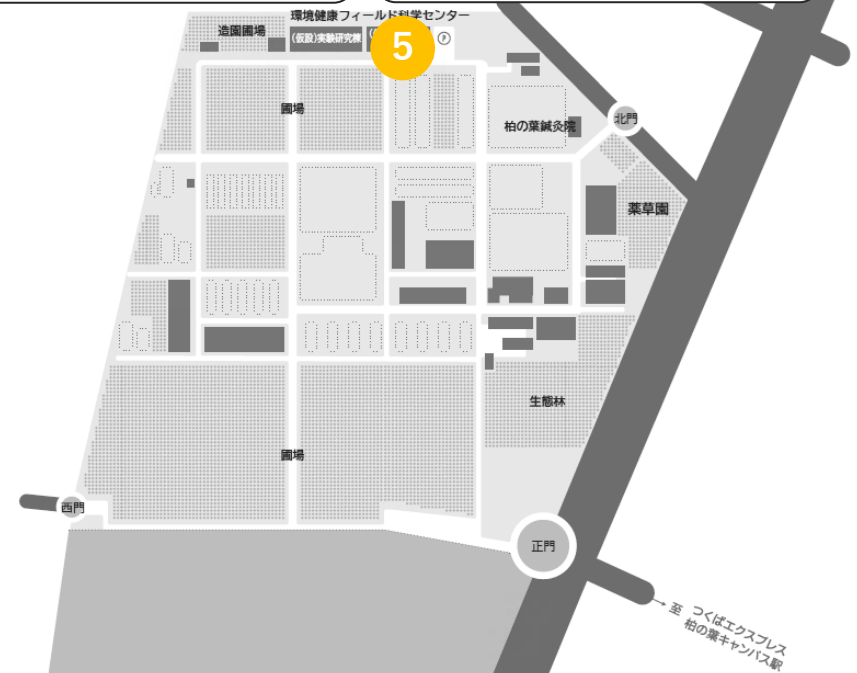 環境健康フィールド科学センター
造園圃場
(仮設)実験研究棟
5
P
圃場
柏の葉鍼灸院
北門
薬草園
生態林
圃場
西門
正門
至 つくばエクスプレス
柏の葉キャンパス駅